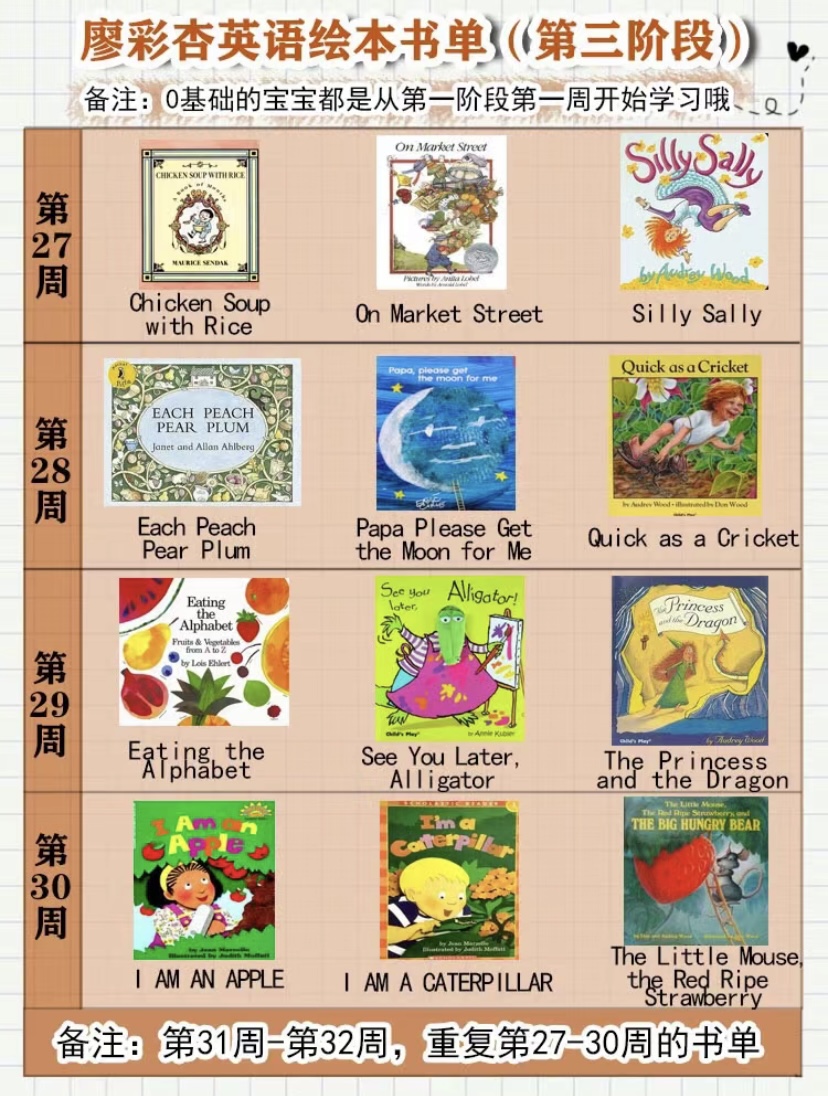 廖彩杏英语绘本书单（第三阶段）
备注：0基础的宝宝都是从第一阶段第一周开始学习哦
第27周
CHICKEN SOUP WITH RICE
A Book of Months
MAURICE SENDAK
Chicken Soup
with Rice
On Market Street
Pictures by Anita Lobel
Words by Arnold Lobel
On Market Street
Silly Sally
by Audrey Wood
Silly Sally
第28周
EACH PEACH
PEAR PLUM
Janet and Allan Ahlberg
Each Peach
Pear Plum
Papa, please get
the moon for me
Papa Please Get
the Moon for Me
Quick as a Cricket
by Audrey Wood · illustrated by Don Wood
Child's Play®
Quick as a Cricket
第29周
Eating
the
Alphabet
Fruits & Vegetables
from A to Z
by Lois Ehlert
Eating the
Alphabet
See you
later,
Alligator!
Child's Play®
by Annie Kubler
See You Later,
Alligator
The Princess
and the Dragon
Child's Play®
by Audrey Wood
The Princess
and the Dragon
第30周
I Am an
Apple
by Jean Marzollo
Illustrated by Judith Moffatt
I AM AN APPLE
SCHOLASTIC READER
I'm a
Caterpillar
by Jean Marzollo
Illustrated by Judith Moffatt
I AM A CATERPILLAR
The Little Mouse,
The Red Ripe Strawberry, and
THE BIG HUNGRY BEAR
The Little Mouse,
the Red Ripe
Strawberry
备注：第31周-第32周，重复第27-30周的书单